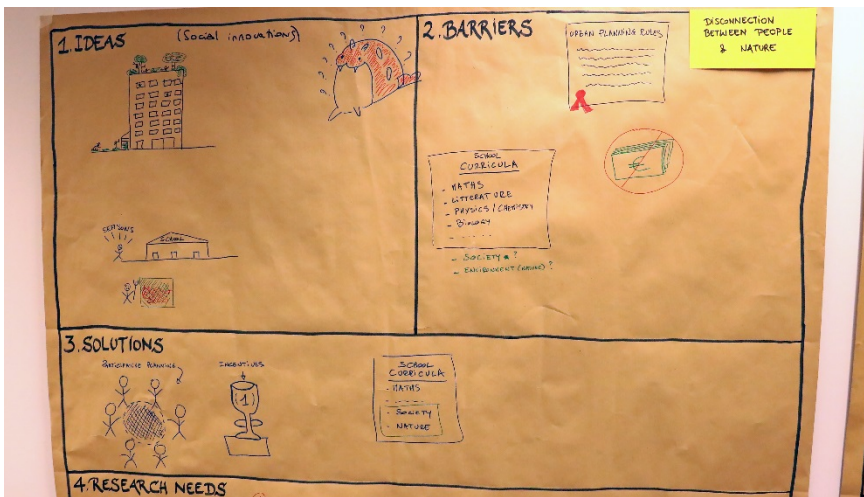 1. IDEAS (Social innovations)
SCHOOL
2. BARRIERS
URBAN PLANNING RULES
DISCONNECTION
BETWEEN PEOPLE
& NATURE
€
SCHOOL
CURRICULA
- MATHS
- LITTERATURE
- PHYSICS / CHEMISTRY
- BIOLOGY
- SOCIETY ?
- ENVIRONMENT (NATURE) ?
3. SOLUTIONS
PARTICIPATIVE PLANNING
INCENTIVES
1
SCHOOL
CURRICULA
- MATHS
- SOCIETY
- NATURE
4. RESEARCH NEEDS